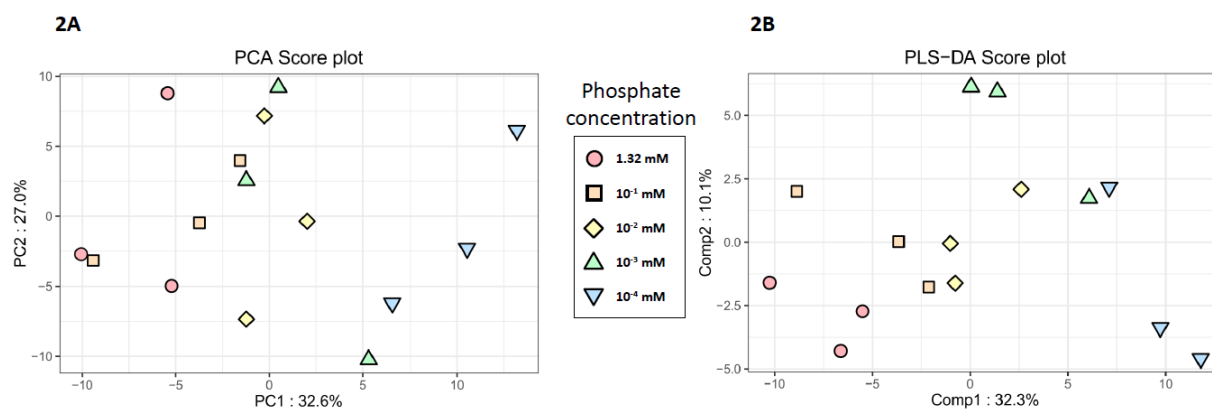 2A
PCA Score plot
10
5
0
−5
−10
PC2 : 27.0%
−10
−5
0
5
10
PC1 : 32.6%
Phosphate
concentration
1.32 mM
10⁻¹ mM
10⁻² mM
10⁻³ mM
10⁻⁴ mM
2B
PLS−DA Score plot
5.0
2.5
0.0
−2.5
−5.0
Comp2 : 10.1%
−10
−5
0
5
10
Comp1 : 32.3%